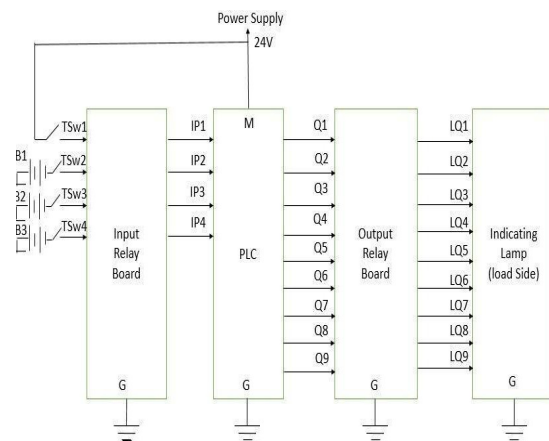 Power Supply
24V
TSw1
B1
TSw2
B2
TSw3
B3
TSw4
Input
Relay
Board
G
IP1
IP2
IP3
IP4
M
PLC
G
Q1
Q2
Q3
Q4
Q5
Q6
Q7
Q8
Q9
Output
Relay
Board
G
LQ1
LQ2
LQ3
LQ4
LQ5
LQ6
LQ7
LQ8
LQ9
Indicating
Lamp
(load Side)
G